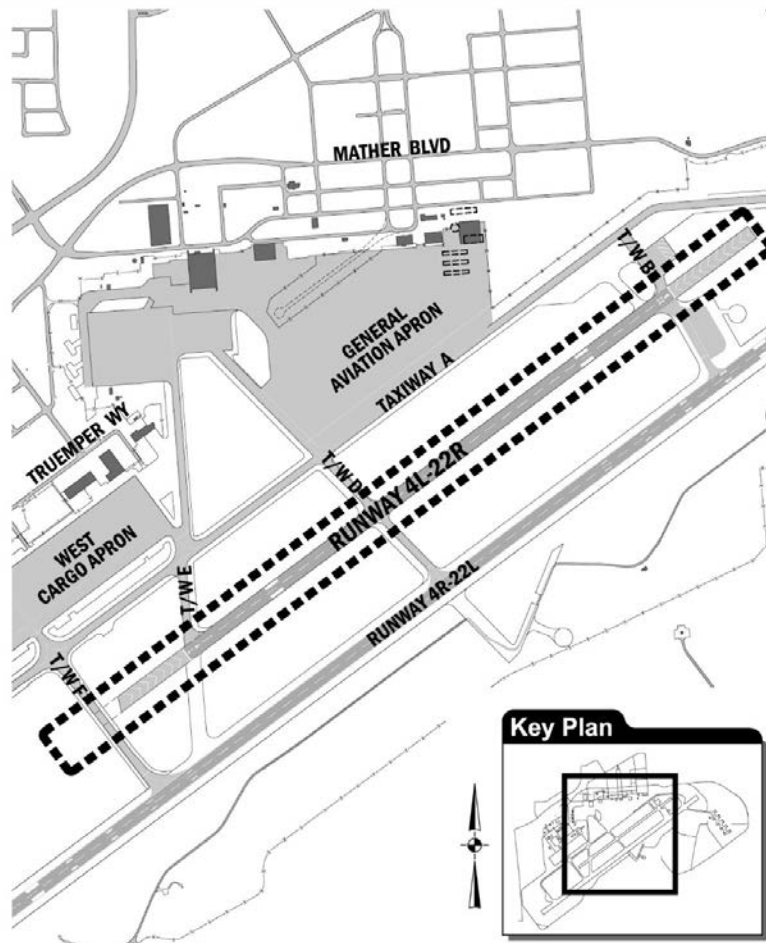 MATHER BLVD
T/W B
GENERAL
AVIATION APRON
TAXIWAY A
TRUEMPER WY
T/W D
RUNWAY 4L-22R
WEST
CARGO APRON
T/W E
RUNWAY 4R-22L
T/W F
Key Plan